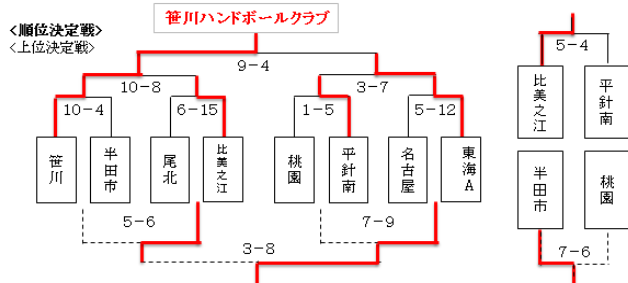 笹川ハンドボールクラブ
<順位決定戦>
<上位決定戦>
9-4
10-8
3-7
10-4
6-15
1-5
5-12
笹川
半田市
尾北
比美之江
桃園
平針南
名古屋
東海A
5-6
7-9
3-8
5-4
比美之江
平針南
半田市
桃園
7-6